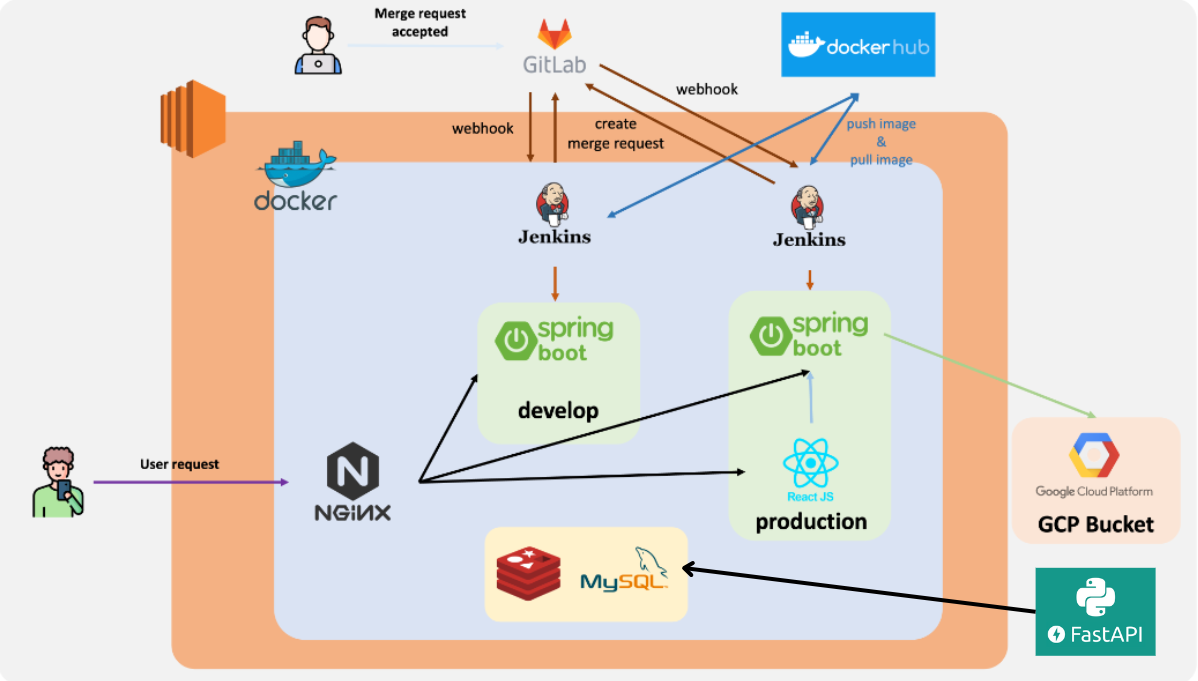 Merge request
accepted
GitLab
docker hub
webhook
webhook
create
merge request
push image
&
pull image
docker
Jenkins
Jenkins
spring
boot
develop
spring
boot
User request
NGINX
React JS
production
Google Cloud Platform
GCP Bucket
MySQL
FastAPI